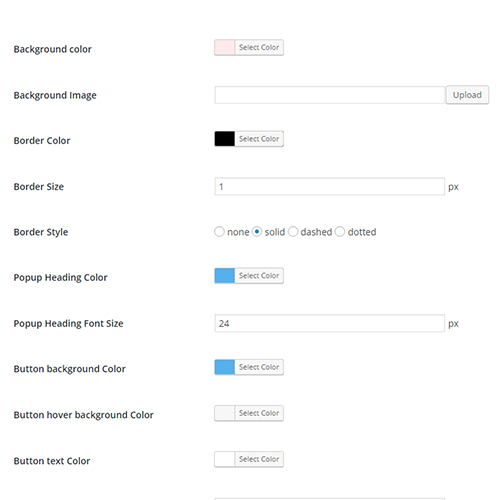 Background color Select Color
Background Image Upload
Border Color Select Color
Border Size 1 px
Border Style none solid dashed dotted
Popup Heading Color Select Color
Popup Heading Font Size 24 px
Button background Color Select Color
Button hover background Color Select Color
Button text Color Select Color